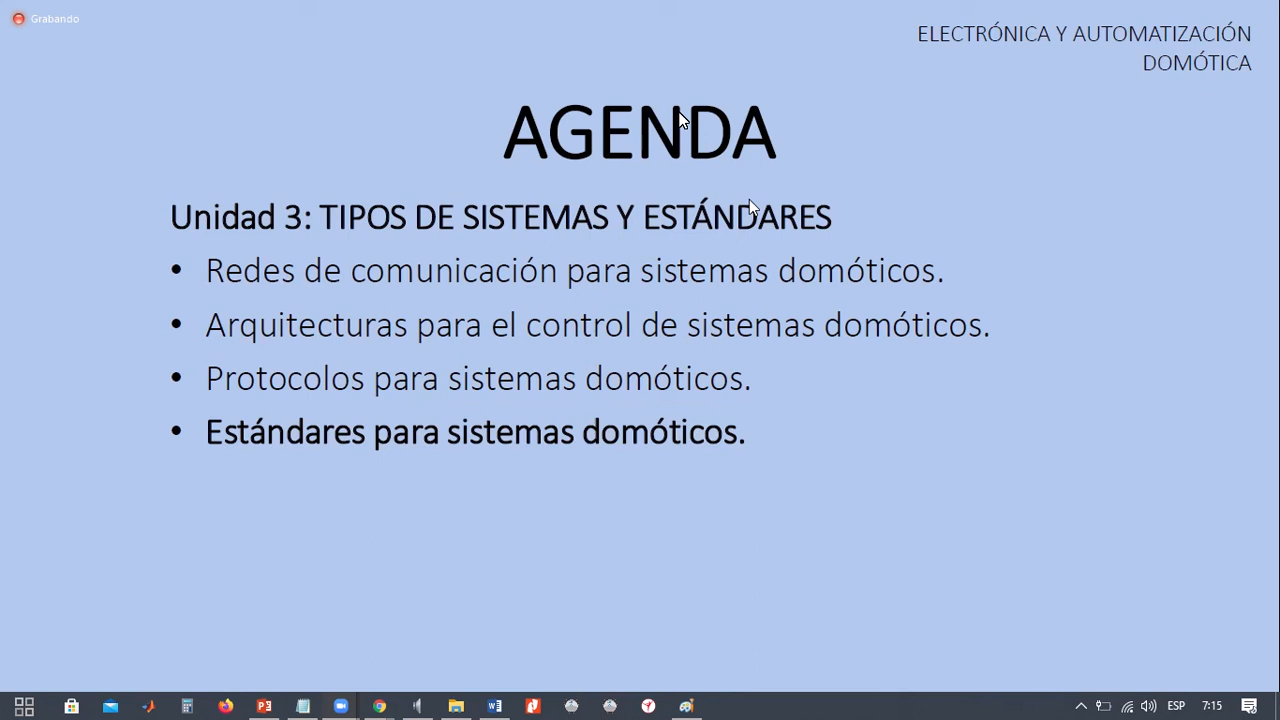 Grabando
ELECTRÓNICA Y AUTOMATIZACIÓN
DOMÓTICA
AGENDA
Unidad 3: TIPOS DE SISTEMAS Y ESTÁNDARES
• Redes de comunicación para sistemas domóticos.
• Arquitecturas para el control de sistemas domóticos.
• Protocolos para sistemas domóticos.
• Estándares para sistemas domóticos.
ESP 7:15